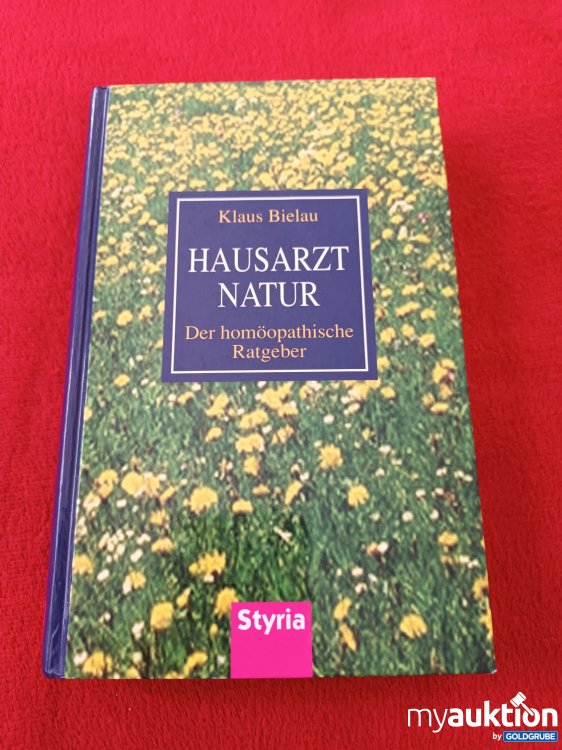 Klaus Bielau
HAUSARZT
NATUR
Der homöopathische
Ratgeber
Styria
myauktion
by GOLDGRUBE